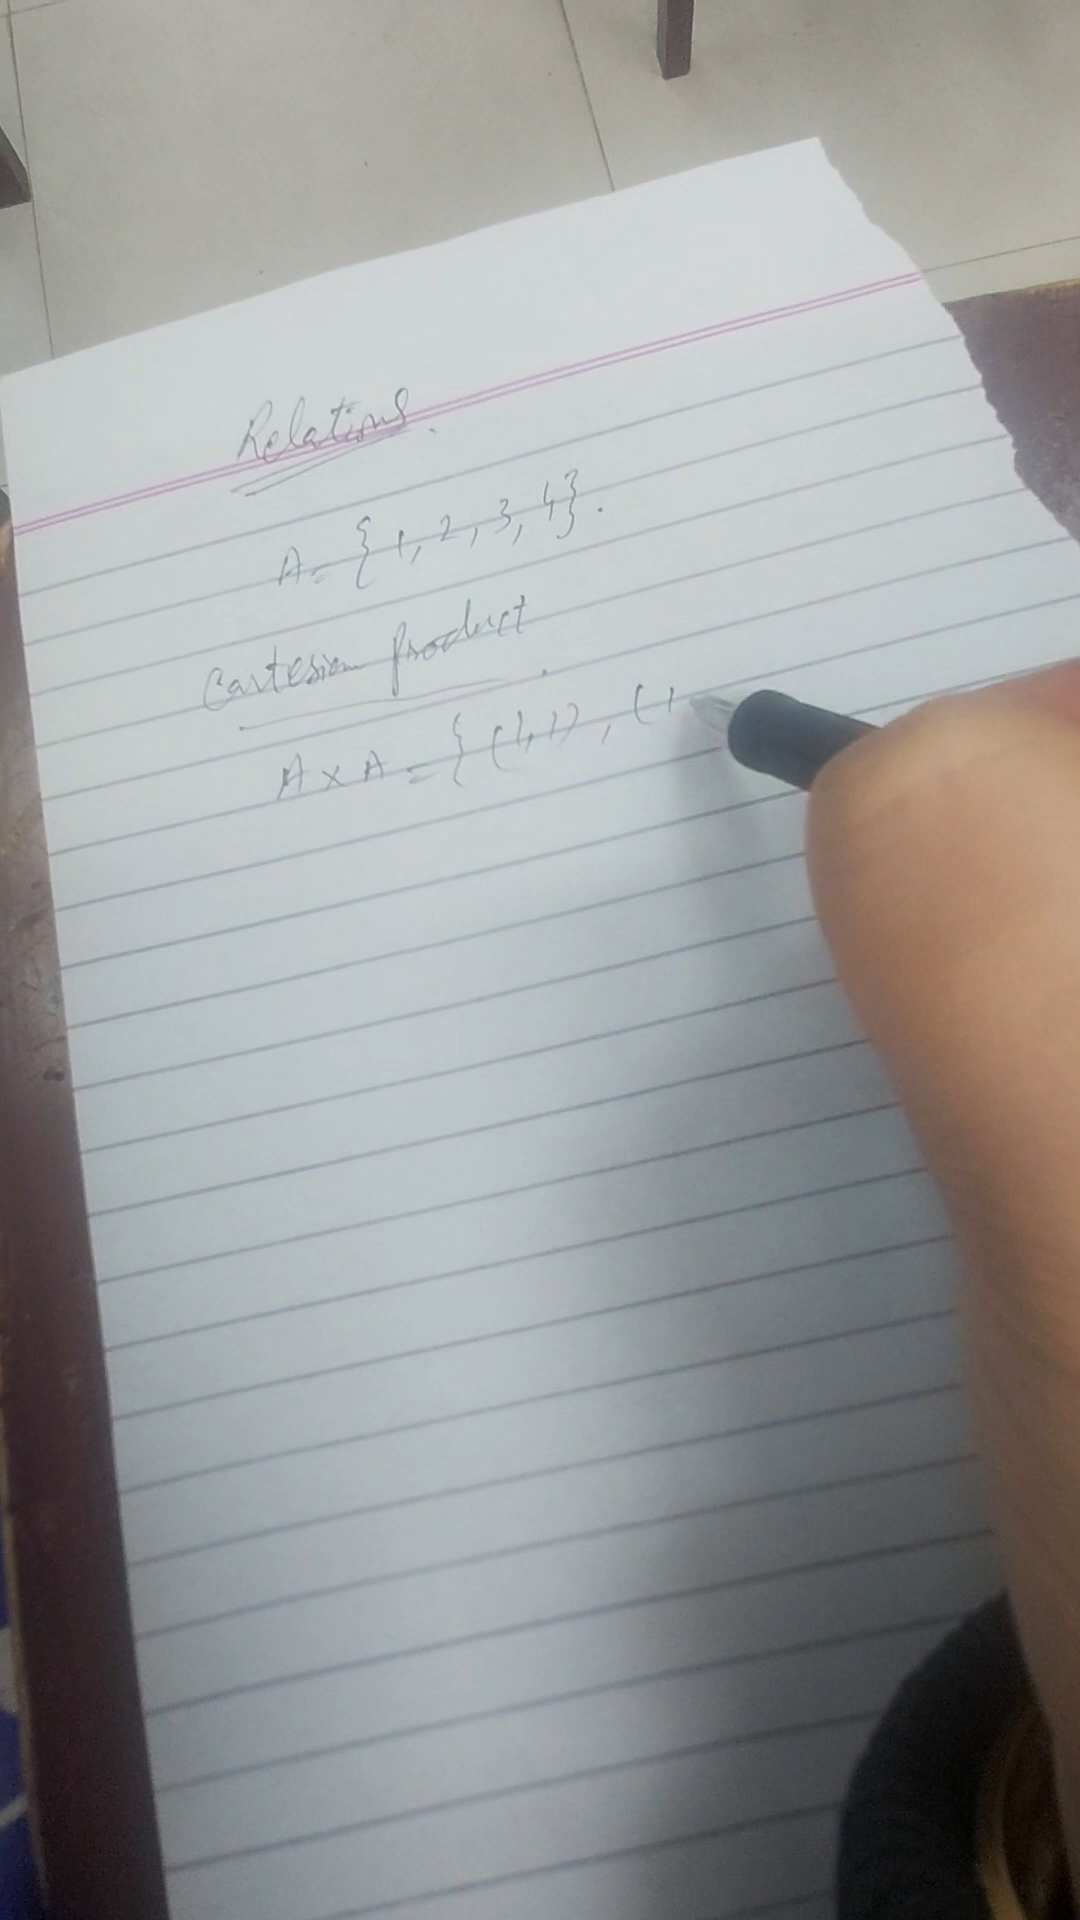 Relations.
A = {1, 2, 3, 4}.
Cartesian product
A × A = {(1,1), (1